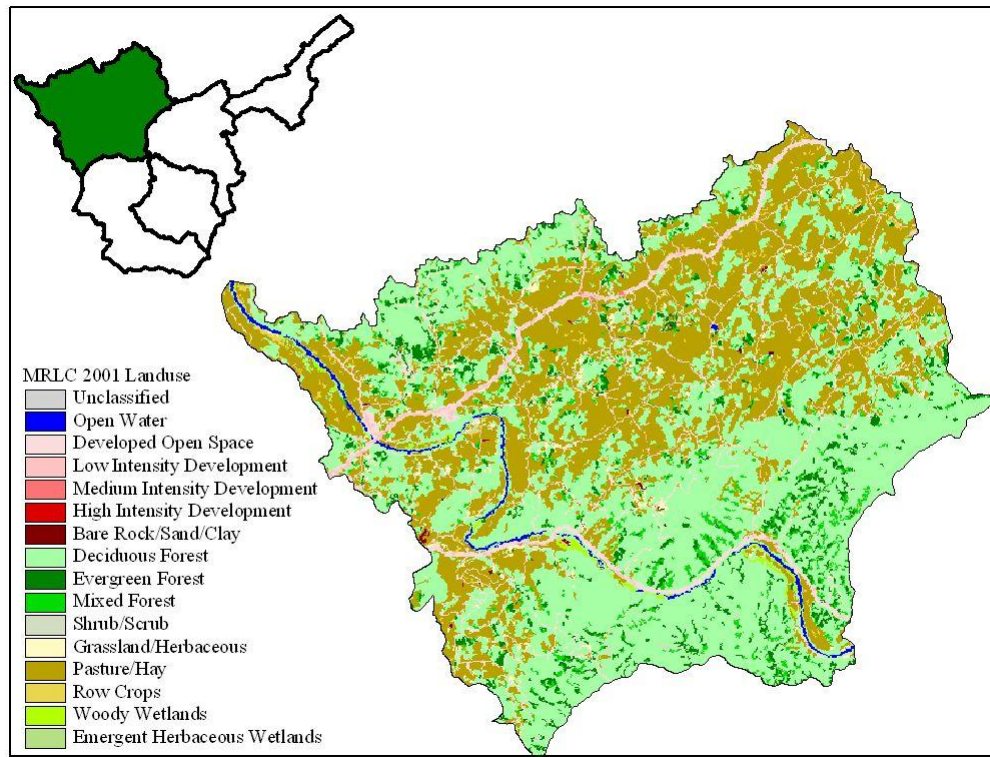 MRLC 2001 Landuse
Unclassified
Open Water
Developed Open Space
Low Intensity Development
Medium Intensity Development
High Intensity Development
Bare Rock/Sand/Clay
Deciduous Forest
Evergreen Forest
Mixed Forest
Shrub/Scrub
Grassland/Herbaceous
Pasture/Hay
Row Crops
Woody Wetlands
Emergent Herbaceous Wetlands